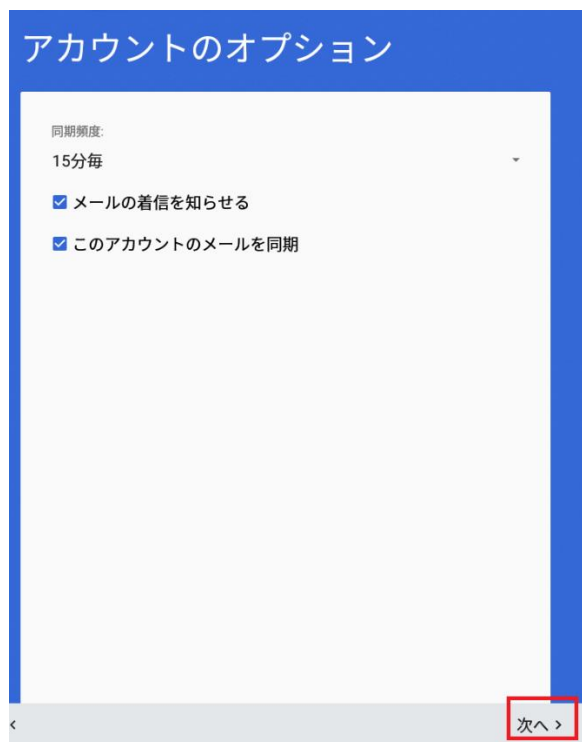 アカウントのオプション
同期頻度:
15分毎
メールの着信を知らせる
このアカウントのメールを同期
次へ